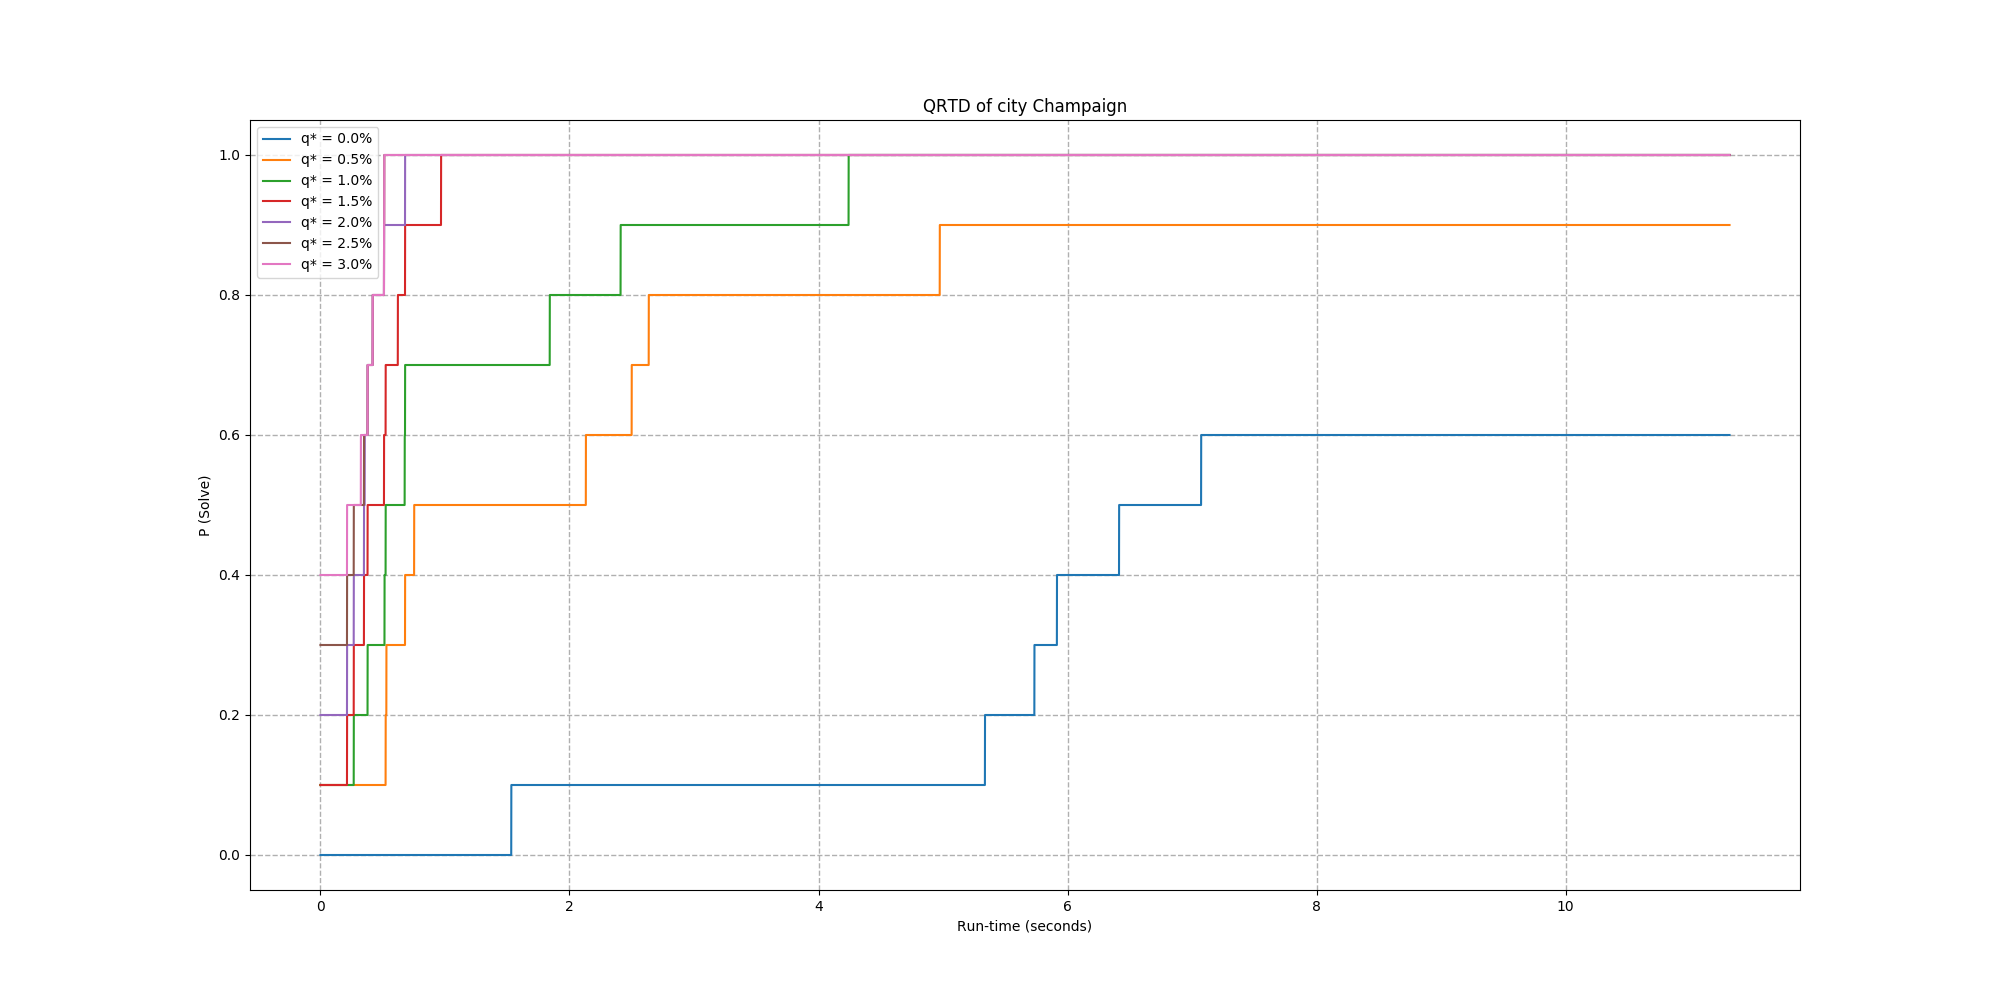 QRTD of city Champaign
q* = 0.0%
q* = 0.5%
q* = 1.0%
q* = 1.5%
q* = 2.0%
q* = 2.5%
q* = 3.0%
1.0
0.8
0.6
0.4
0.2
0.0
P (Solve)
0 2 4 6 8 10
Run-time (seconds)